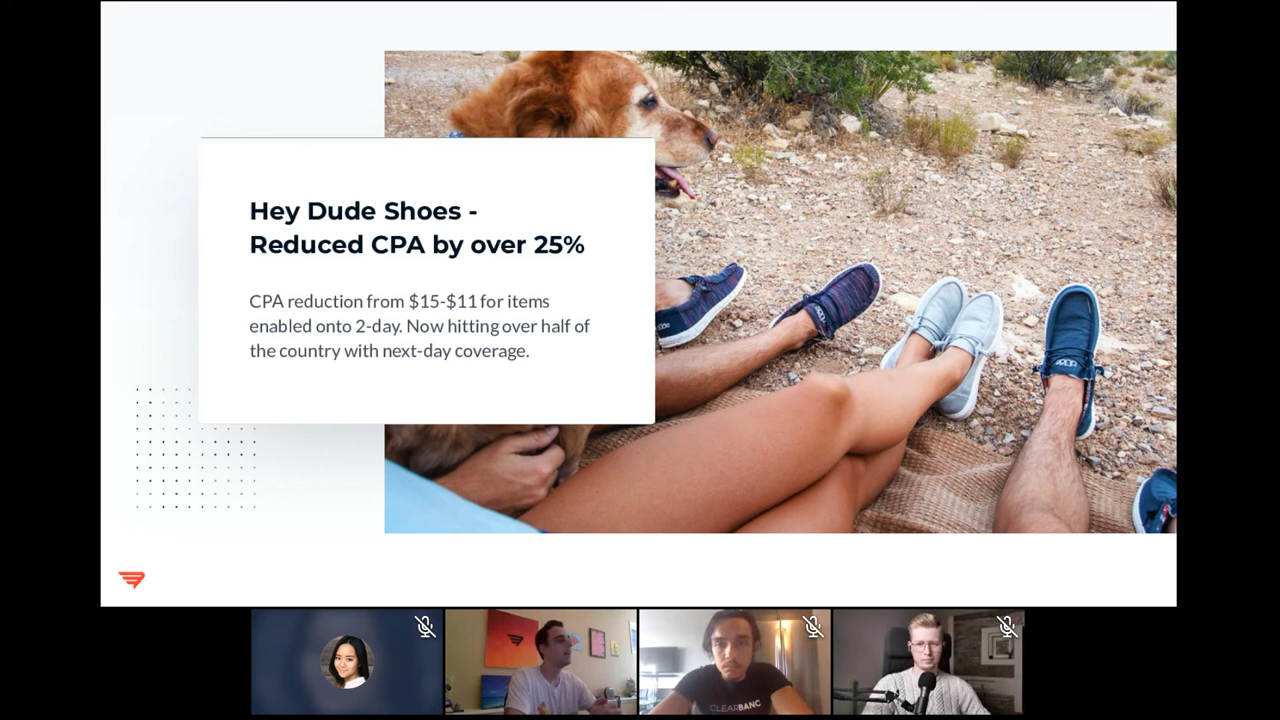 Hey Dude Shoes -
Reduced CPA by over 25%
CPA reduction from $15-$11 for items
enabled onto 2-day. Now hitting over half of
the country with next-day coverage.
CLEARBANC